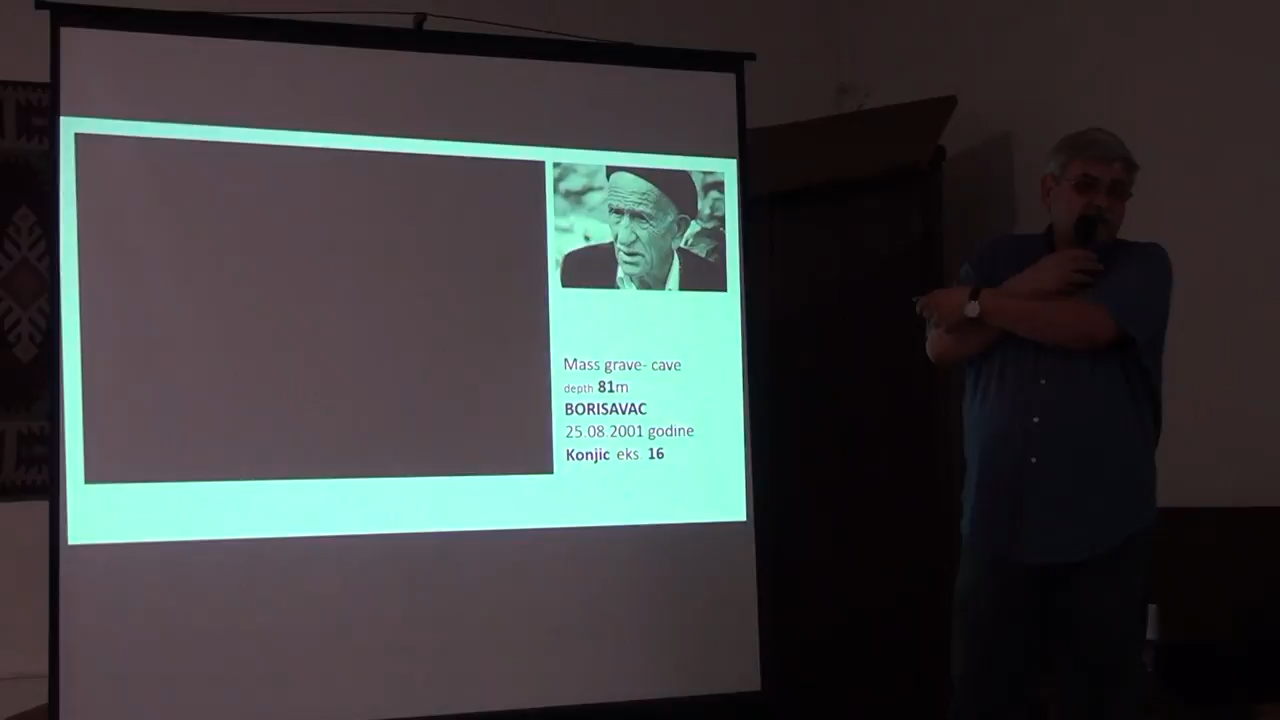 Mass grave- cave
depth 81m
BORISAVAC
25.08.2001 godine
Konjic eks. 16